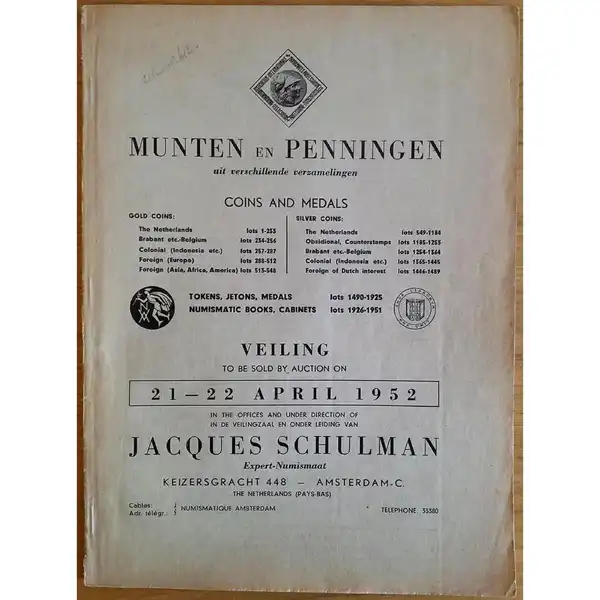 MUNTEN EN PENNINGEN
uit verschillende verzamelingen
COINS AND MEDALS
GOLD COINS:
The Netherlands lots 1-233
Brabant etc.-Belgium lots 234-256
Colonial (Indonesia etc.) lots 257-287
Foreign (Europe) lots 288-512
Foreign (Asia, Africa, America) lots 513-548
SILVER COINS:
The Netherlands lots 549-1184
Obsidional, Counterstamps lots 1185-1253
Brabant etc.-Belgium lots 1254-1364
Colonial (Indonesia etc.) lots 1365-1445
Foreign of Dutch interest lots 1446-1489
TOKENS, JETONS, MEDALS lots 1490-1925
NUMISMATIC BOOKS, CABINETS lots 1926-1951
VEILING
TO BE SOLD BY AUCTION ON
21—22 APRIL 1952
IN THE OFFICES AND UNDER DIRECTION OF
IN DE VEILINGZAAL EN ONDER LEIDING VAN
JACQUES SCHULMAN
Expert-Numismaat
KEIZERSGRACHT 448 — AMSTERDAM-C.
THE NETHERLANDS (PAYS-BAS)
Cables:
Adr. télégr.:
NUMISMATIQUE AMSTERDAM
TELEPHONE 33380